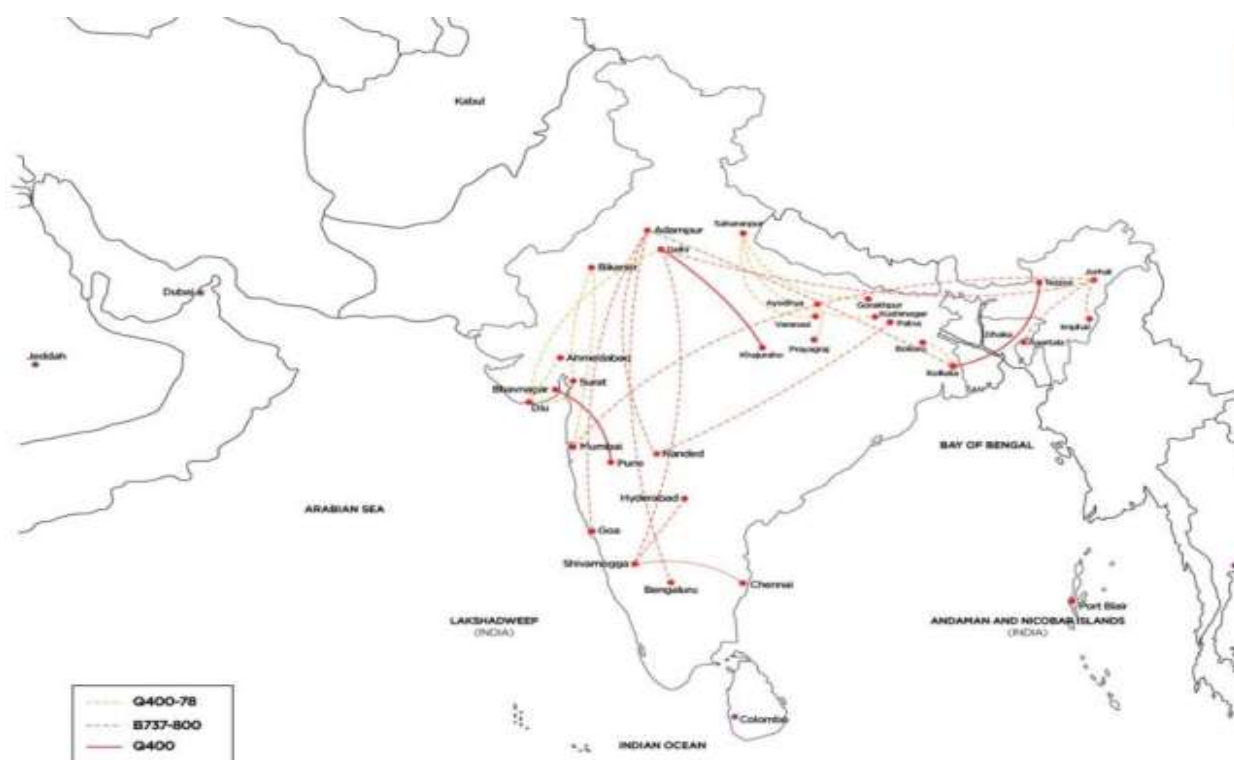 Kabul
Saharanpur
Adampur
Delhi
Bikaner
Dubai
Jorhat
Tezpur
Ayodhya
Gorakhpur
Varanasi
Kushinagar
Patna
Imphal
Dhaka
Agartala
Jeddah
Ahmeldabad
Khajuraho
Prayagraj
Bokaro
Kolkata
Surat
Bhavnagar
Diu
Mumbai
Nanded
Pune
BAY OF BENGAL
Hyderabad
ARABIAN SEA
Goa
Shivamogga
Bengaluru
Chennai
Port Blair
LAKSHADWEEP
(INDIA)
ANDAMAN AND NICOBAR ISLANDS
(INDIA)
Q400-78
B737-800
Q400
Colombo
INDIAN OCEAN